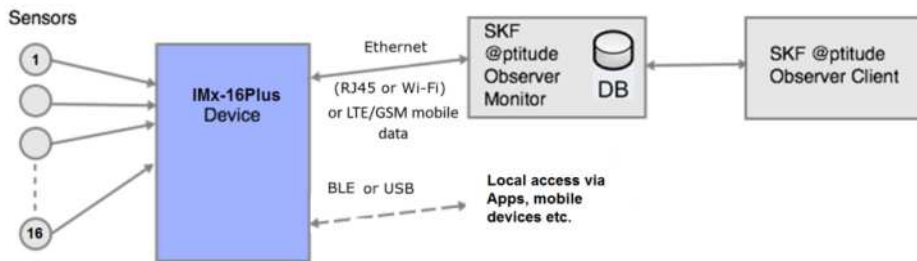 Sensors
1
16
IMx-16Plus
Device
Ethernet
(RJ45 or Wi-Fi)
or LTE/GSM mobile
data
BLE or USB
SKF
@ptitude
Observer
Monitor
DB
SKF @ptitude
Observer Client
Local access via
Apps, mobile
devices etc.